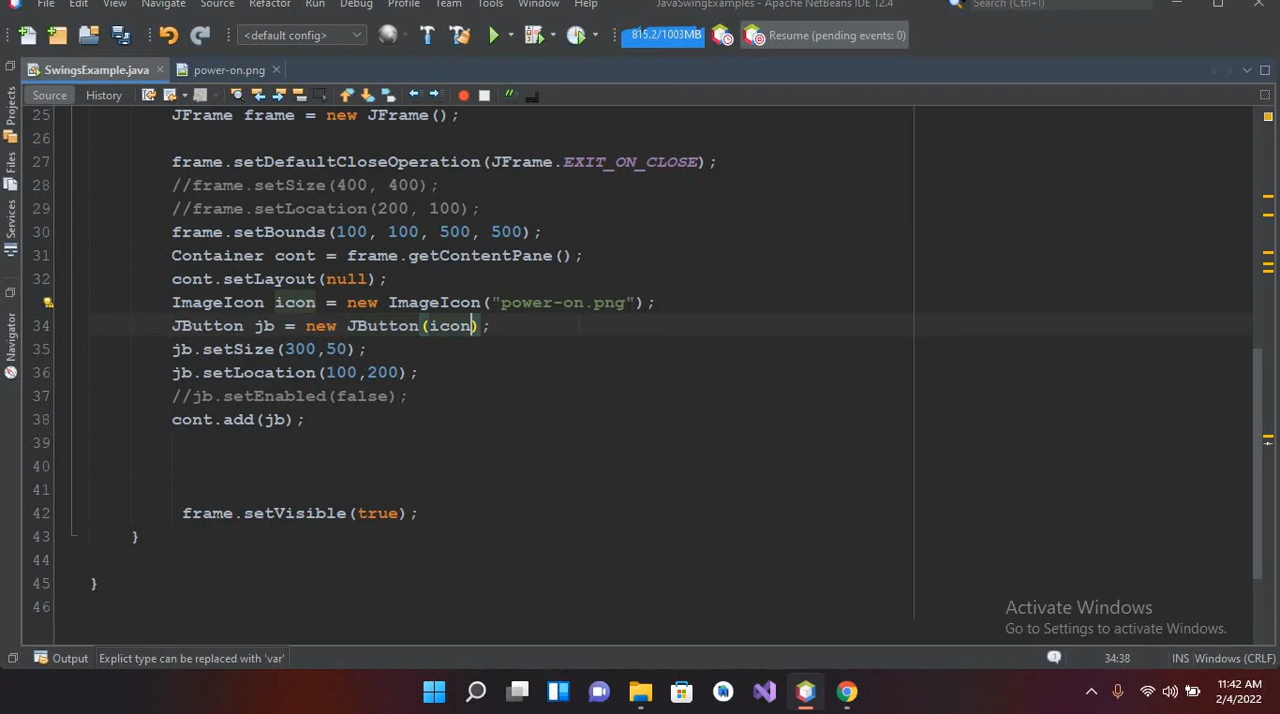 File Edit View Navigate Source Refactor Run Debug Profile Team Tools Window Help JavaSwingExamples - Apache NetBeans IDE 12.4 Search (Ctrl+I)
<default config> 815.2/1003MB Resume (pending events: 0)
SwingsExample.java power-on.png
Source History
25 JFrame frame = new JFrame();
26
27 frame.setDefaultCloseOperation(JFrame.EXIT_ON_CLOSE);
28 //frame.setSize(400, 400);
29 //frame.setLocation(200, 100);
30 frame.setBounds(100, 100, 500, 500);
31 Container cont = frame.getContentPane();
32 cont.setLayout(null);
ImageIcon icon = new ImageIcon("power-on.png");
34 JButton jb = new JButton(icon);
35 jb.setSize(300,50);
36 jb.setLocation(100,200);
37 //jb.setEnabled(false);
38 cont.add(jb);
39
40
41
42 frame.setVisible(true);
43 }
44
45 }
46
Projects
Files
Services
Navigator
Activate Windows
Go to Settings to activate Windows.
Output Explict type can be replaced with 'var' 34:38 INS Windows (CRLF)
11:42 AM
2/4/2022